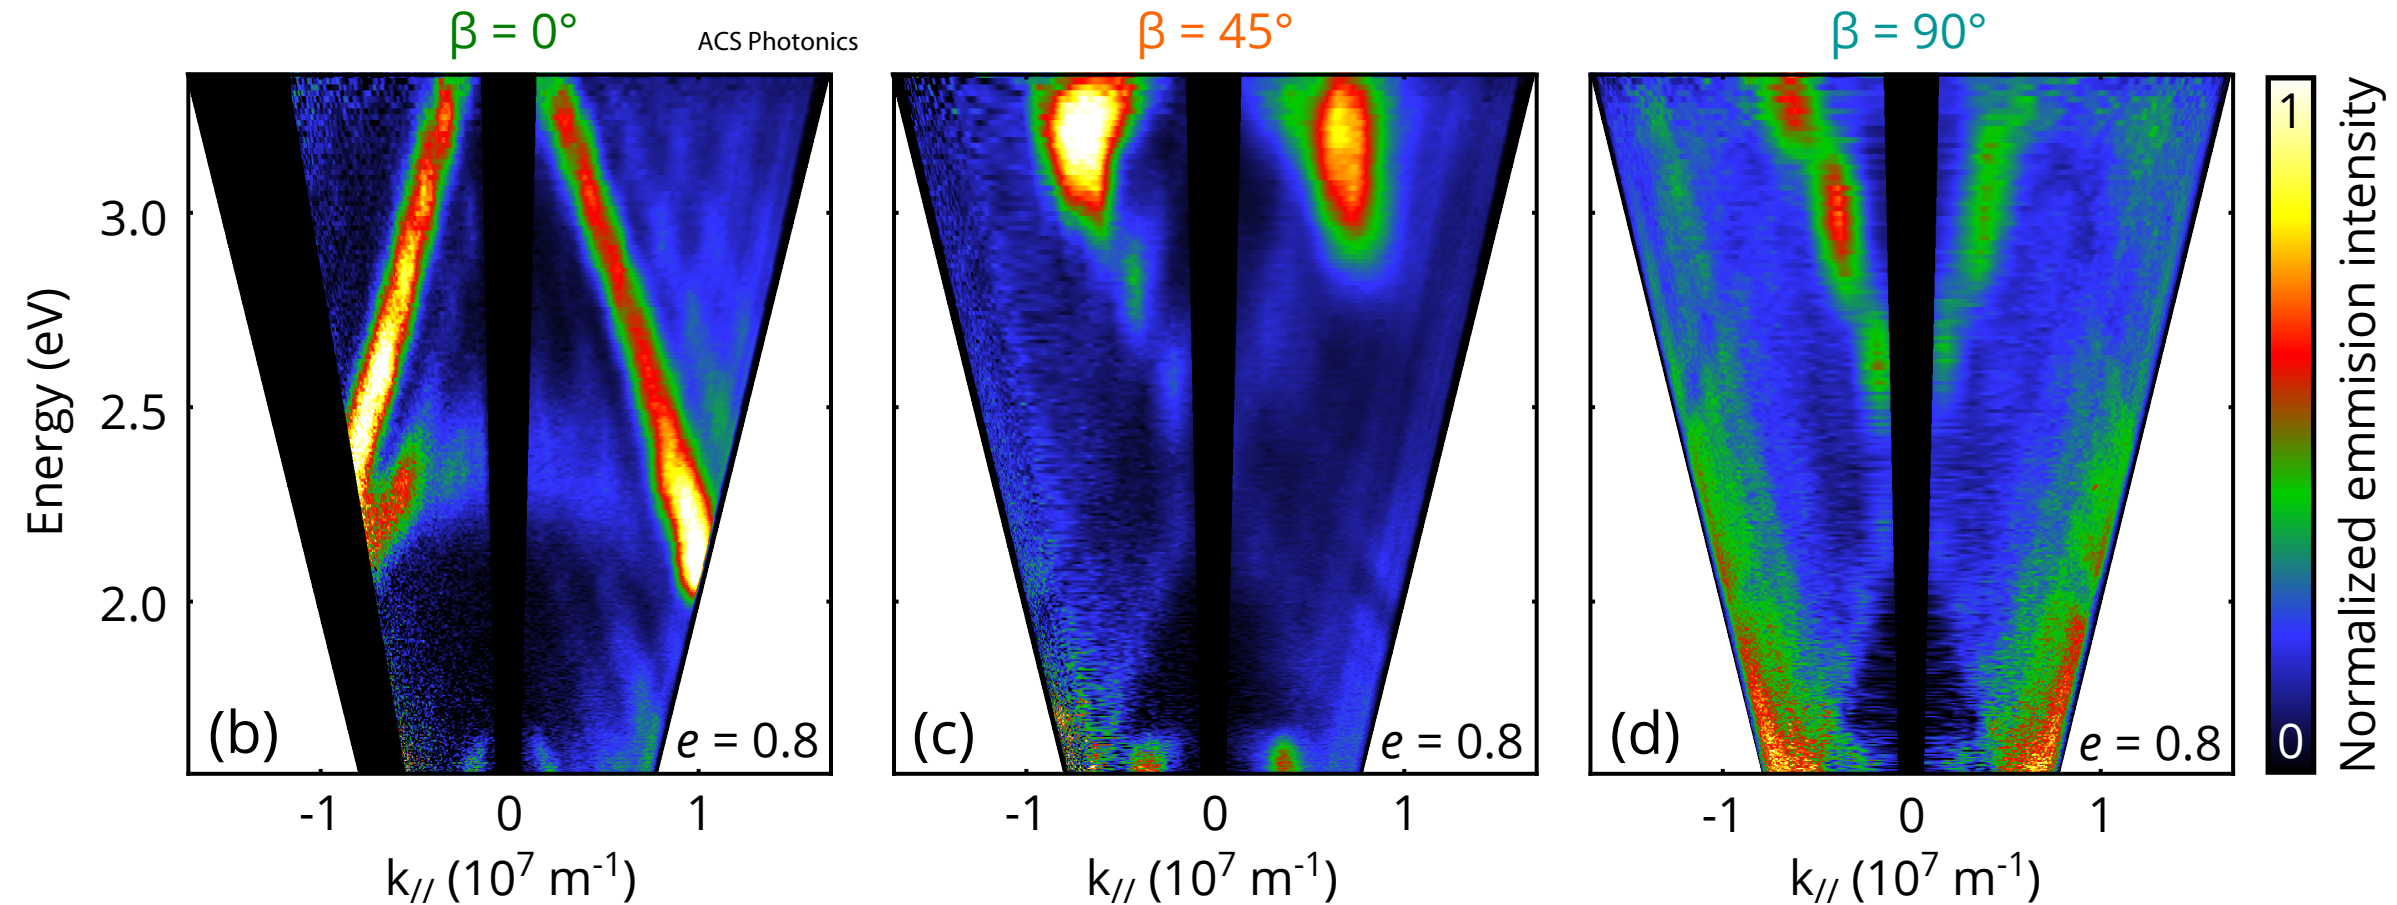 β = 0°
ACS Photonics
β = 45°
β = 90°
Energy (eV)
3.0
2.5
2.0
(b)
e = 0.8
(c)
e = 0.8
(d)
e = 0.8
1
0
Normalized emmision intensity
-1 0 1
-1 0 1
-1 0 1
k// (10⁷ m⁻¹)
k// (10⁷ m⁻¹)
k// (10⁷ m⁻¹)